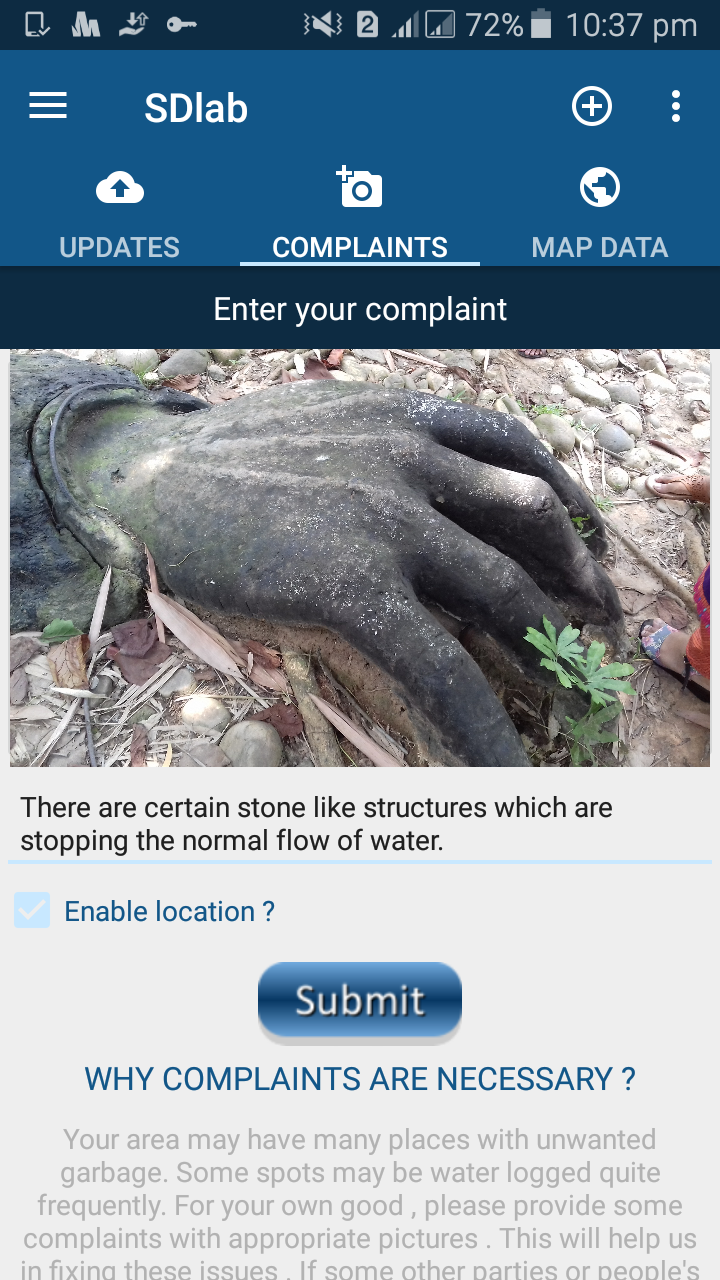 2 72% 10:37 pm
SDlab
UPDATES COMPLAINTS MAP DATA
Enter your complaint
There are certain stone like structures which are
stopping the normal flow of water.
Enable location ?
Submit
WHY COMPLAINTS ARE NECESSARY ?
Your area may have many places with unwanted
garbage. Some spots may be water logged quite
frequently. For your own good , please provide some
complaints with appropriate pictures . This will help us
in fixing these issues . If some other parties or people's